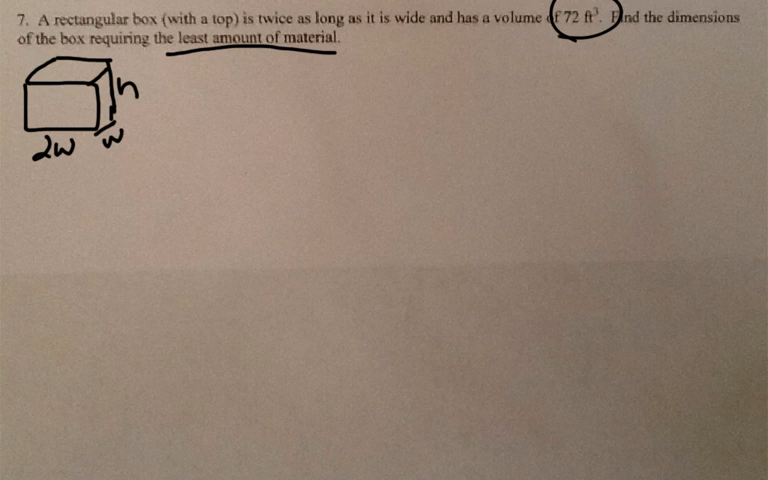 7. A rectangular box (with a top) is twice as long as it is wide and has a volume of 72 ft³. Find the dimensions
of the box requiring the least amount of material.
h
2w w